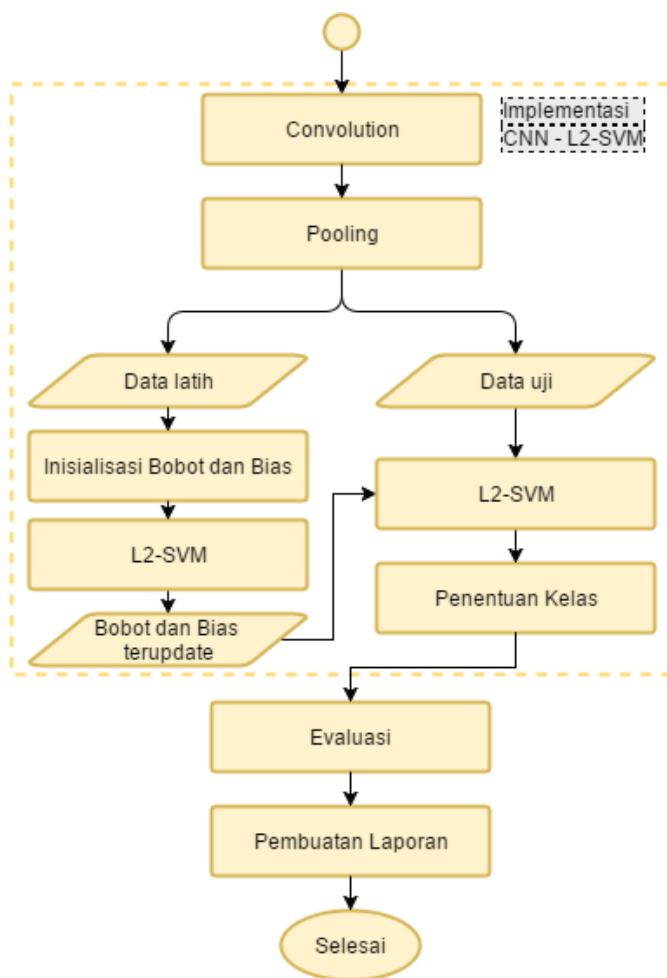 Convolution
Implementasi
CNN - L2-SVM
Pooling
Data latih
Data uji
Inisialisasi Bobot dan Bias
L2-SVM
L2-SVM
Penentuan Kelas
Bobot dan Bias
terupdate
Evaluasi
Pembuatan Laporan
Selesai